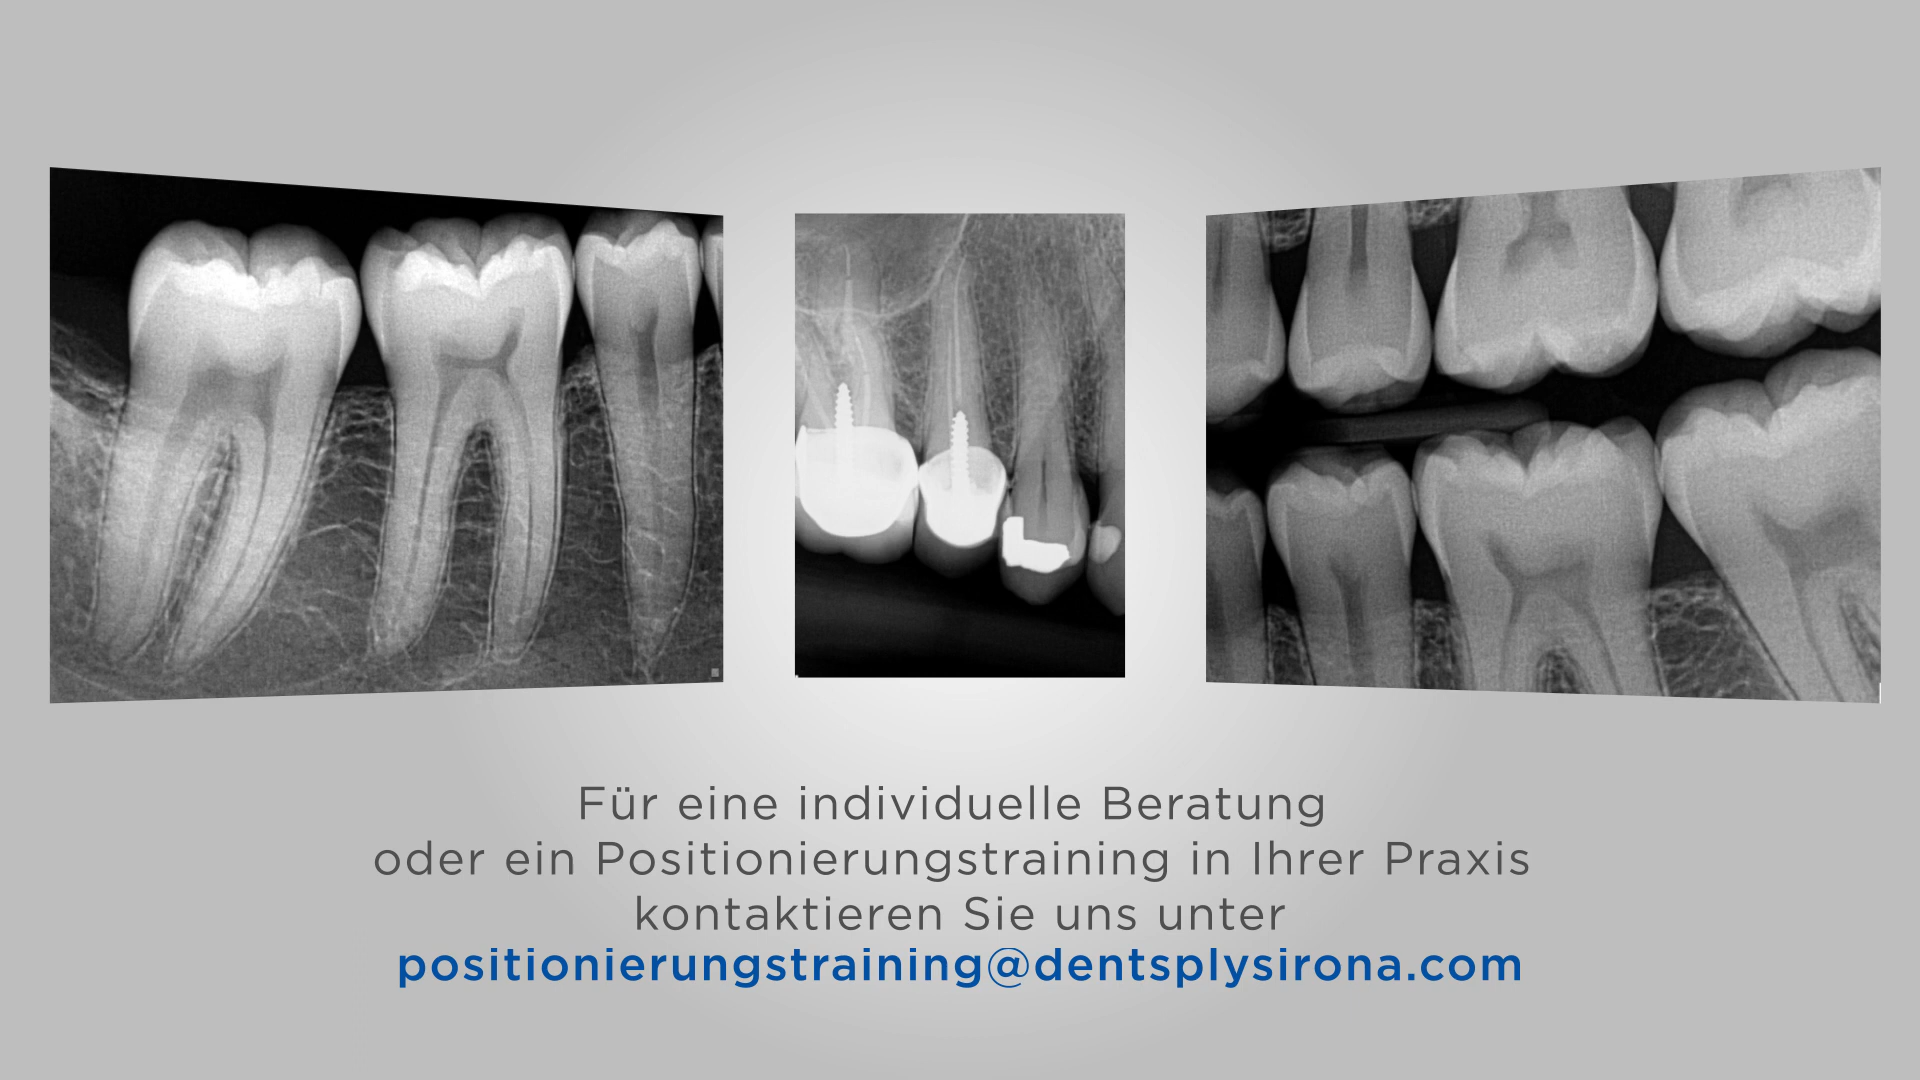 Für eine individuelle Beratung
oder ein Positionierungstraining in Ihrer Praxis
kontaktieren Sie uns unter
positionierungstraining@dentsplysirona.com